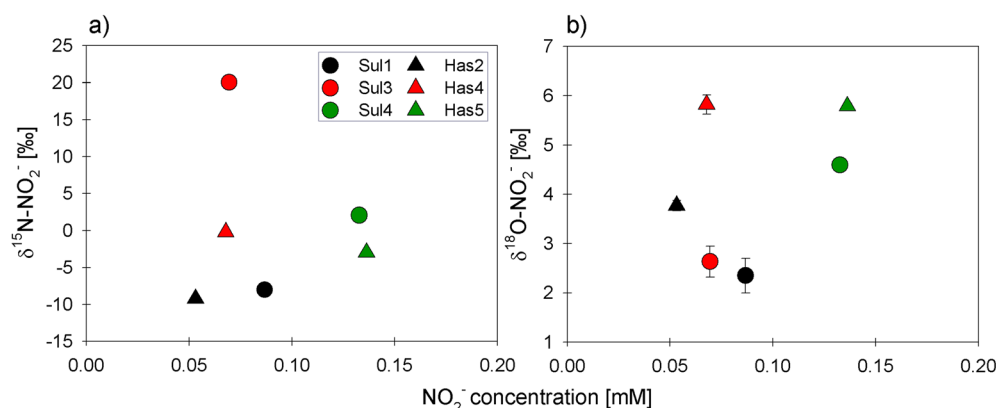 a)
δ¹⁵N-NO₂⁻ [‰]
25
20
15
10
5
0
-5
-10
-15
0.00 0.05 0.10 0.15 0.20
Sul1 Has2
Sul3 Has4
Sul4 Has5
b)
δ¹⁸O-NO₂⁻ [‰]
7
6
5
4
3
2
1
0.00 0.05 0.10 0.15 0.20
NO₂⁻ concentration [mM]